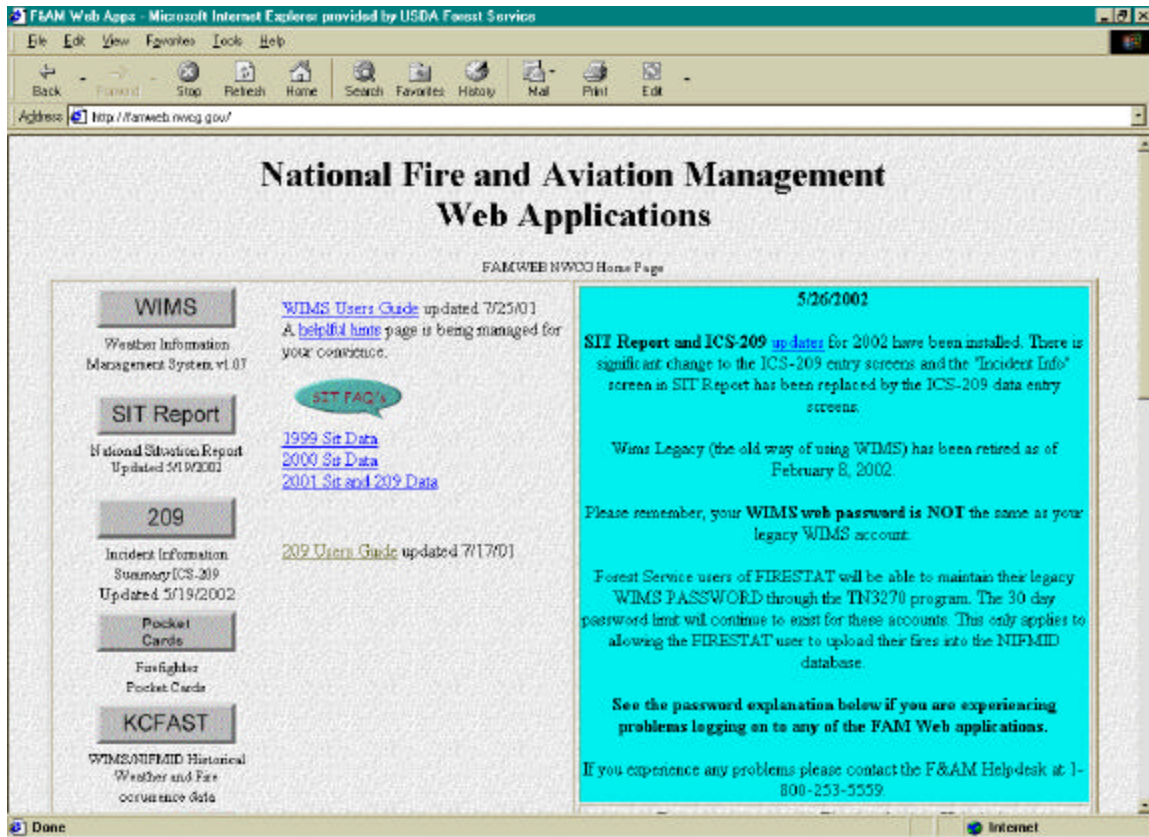 F&AM Web Apps - Microsoft Internet Explorer provided by USDA Forest Service
File Edit View Favorites Tools Help
Back Forward Stop Refresh Home Search Favorites History Mail Print Edit
Address http://famweb.nwcg.gov/
National Fire and Aviation Management
Web Applications
FAMWEB NWCG Home Page
WIMS
Weather Information
Management System v1.07
SIT Report
National Situation Report
Updated 5/19/2002
209
Incident Information
Summary ICS-209
Updated 5/19/2002
Pocket
Cards
Firefighter
Pocket Cards
KCFAST
WIMS/NIFMID Historical
Weather and Fire
occurrence data
WIMS Users Guide updated 7/25/01
A helpful hints page is being managed for
your convience.
SIT FAQ's
1999 Sit Data
2000 Sit Data
2001 Sit and 209 Data
209 Users Guide updated 7/17/01
5/26/2002
SIT Report and ICS-209 updates for 2002 have been installed. There is
significant change to the ICS-209 entry screens and the "Incident Info"
screen in SIT Report has been replaced by the ICS-209 data entry
screens.
Wims Legacy (the old way of using WIMS) has been retired as of
February 8, 2002.
Please remember, your WIMS web password is NOT the same as your
legacy WIMS account.
Forest Service users of FIRESTAT will be able to maintain their legacy
WIMS PASSWORD through the TN3270 program. The 30 day
password limit will continue to exist for these accounts. This only applies to
allowing the FIRESTAT user to upload their fires into the NIFMID
database.
See the password explanation below if you are experiencing
problems logging on to any of the FAM Web applications.
If you experience any problems please contact the F&AM Helpdesk at 1-
800-253-5559.
Done Internet